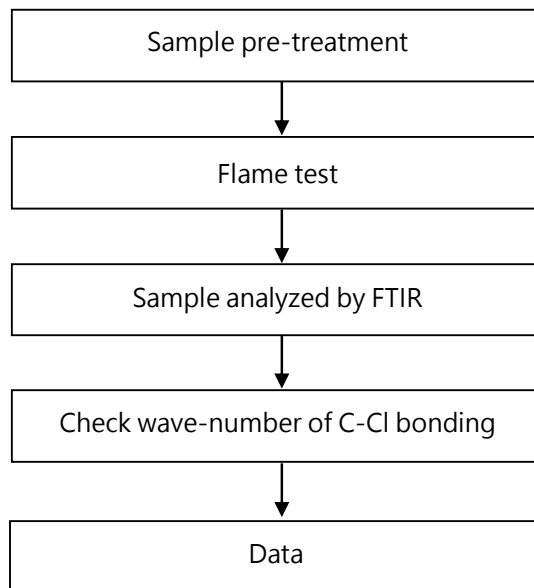 Sample pre-treatment
Flame test
Sample analyzed by FTIR
Check wave-number of C-Cl bonding
Data